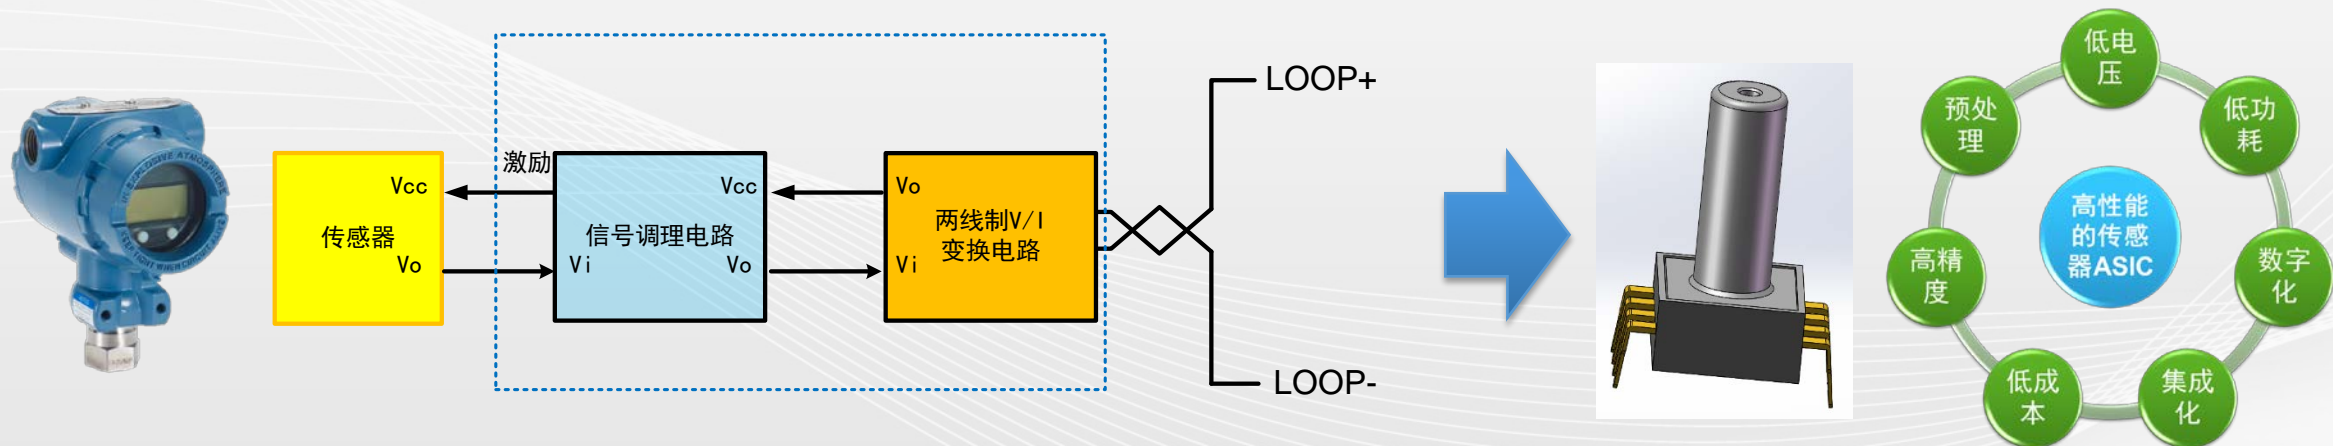 激励
Vcc
传感器
Vo
Vcc
信号调理电路
Vi
Vo
Vo
两线制V/I
变换电路
Vi
LOOP+
LOOP-
低电
压
低功
耗
数字
化
集成
化
低成
本
高精
度
预处
理
高性能
的传感
器ASIC